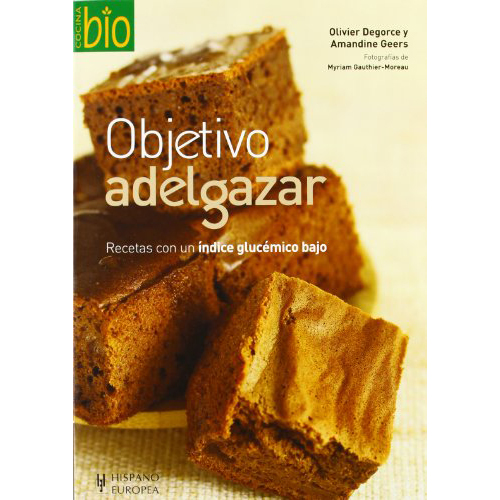 COCINA
bio
Olivier Degorce y
Amandine Geers
Fotografías de
Myriam Gauthier-Moreau
Objetivo
adelgazar
Recetas con un índice glucémico bajo
HISPANO
EUROPEA